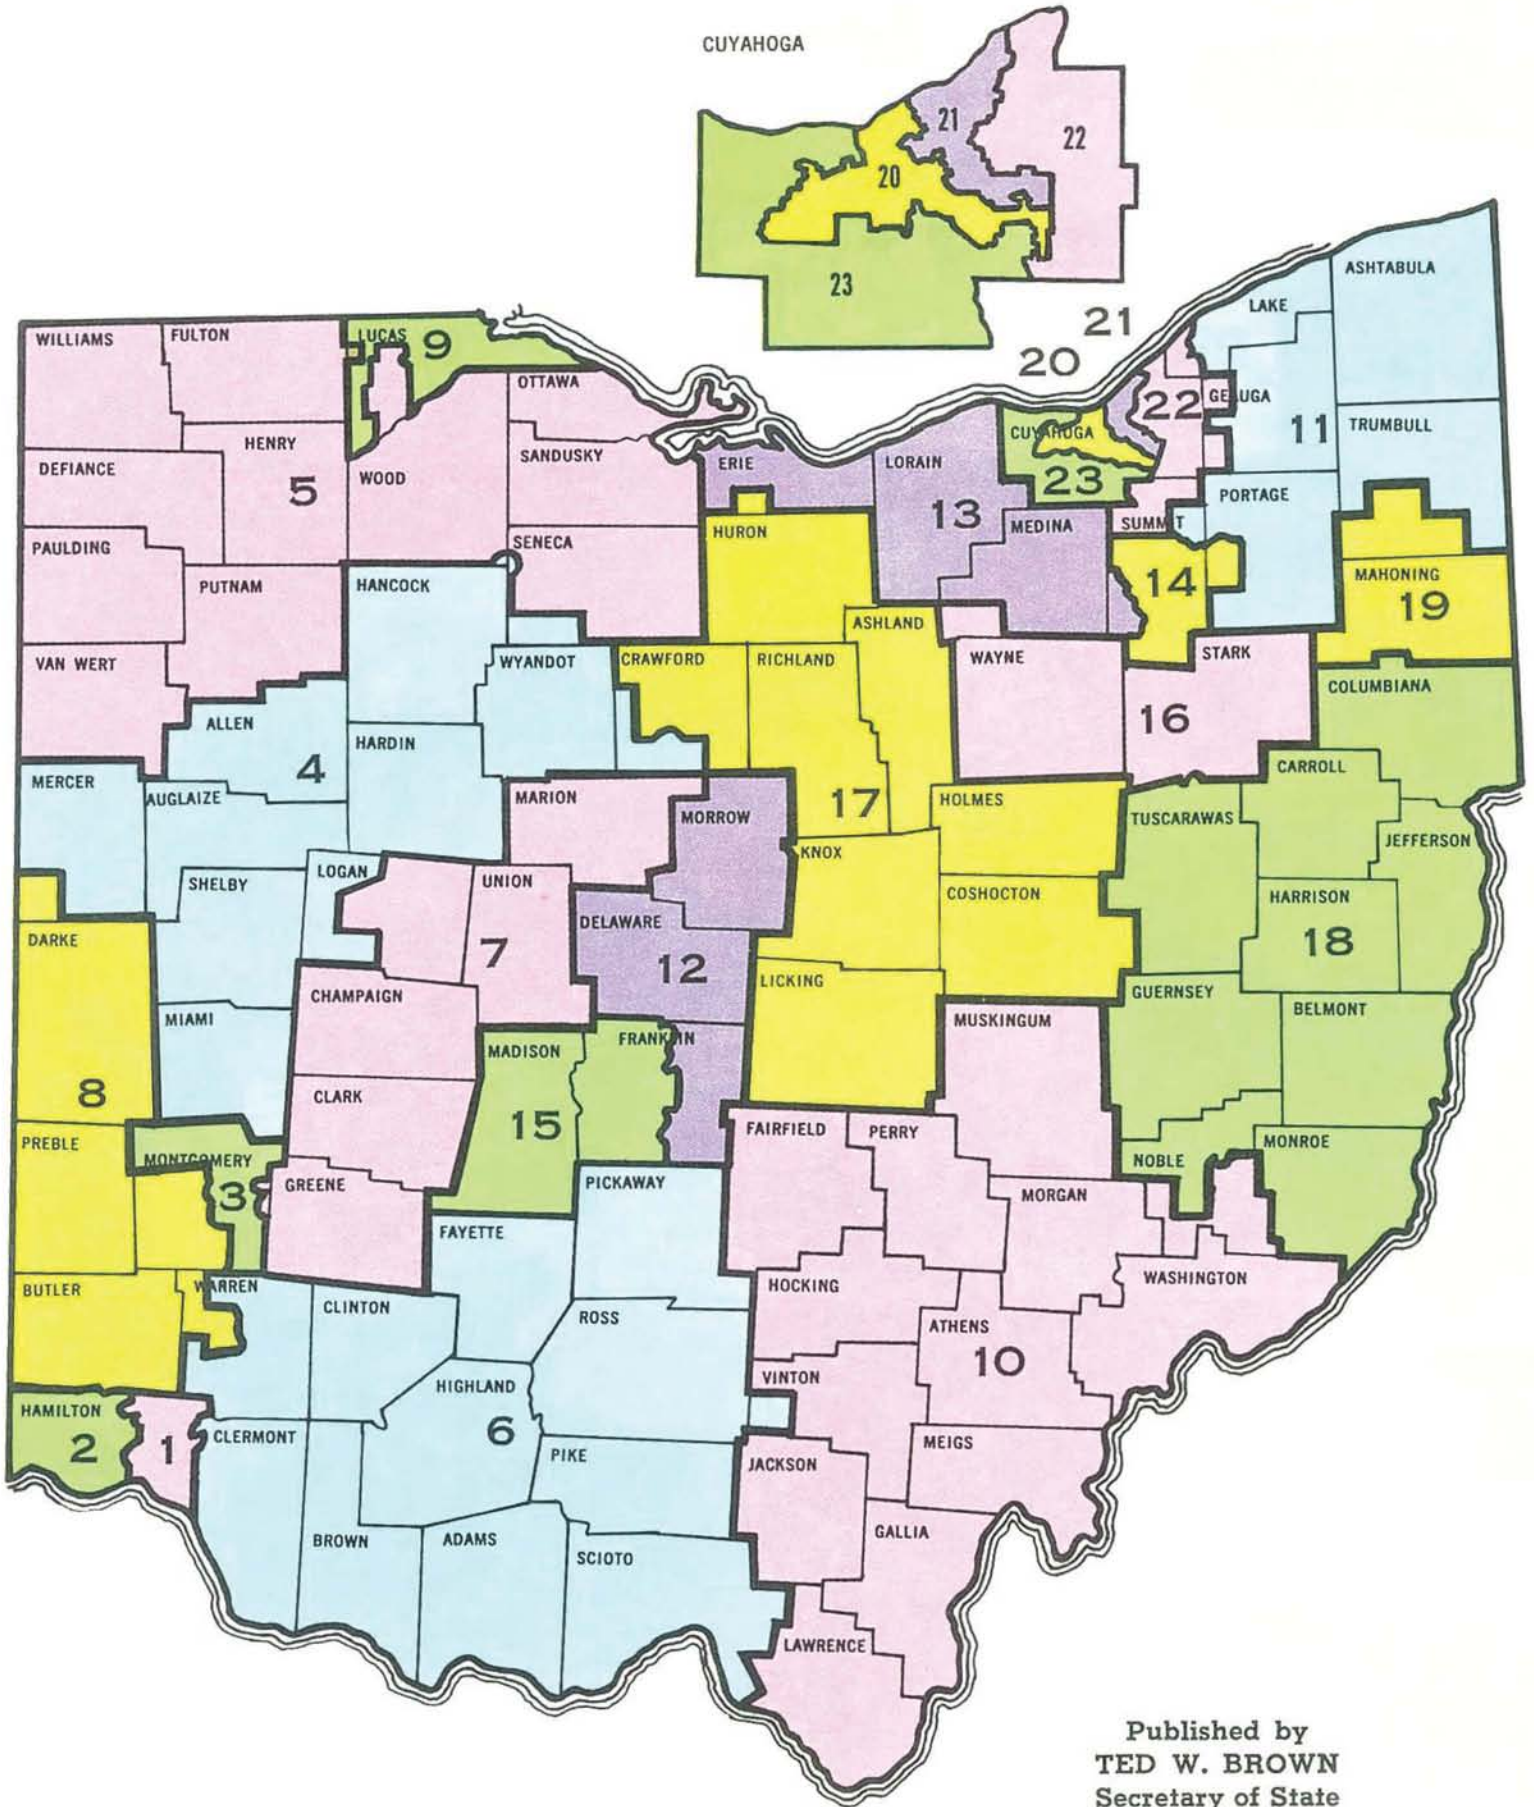 CUYAHOGA
21
22
20
23
ASHTABULA
LAKE
21
20
WILLIAMS
FULTON
LUCAS
9
OTTAWA
GEAUGA
22
11
TRUMBULL
CUYAHOGA
23
HENRY
DEFIANCE
5
WOOD
SANDUSKY
ERIE
LORAIN
13
MEDINA
SUMMIT
PORTAGE
PAULDING
PUTNAM
HANCOCK
SENECA
HURON
14
MAHONING
19
ASHLAND
VAN WERT
WYANDOT
CRAWFORD
RICHLAND
WAYNE
STARK
16
COLUMBIANA
ALLEN
4
HARDIN
MERCER
AUGLAIZE
MARION
MORROW
17
HOLMES
TUSCARAWAS
CARROLL
JEFFERSON
KNOX
SHELBY
LOGAN
UNION
COSHOCTON
HARRISON
18
DARKE
7
DELAWARE
12
LICKING
GUERNSEY
BELMONT
CHAMPAIGN
MIAMI
MUSKINGUM
MADISON
FRANKLIN
8
CLARK
15
PREBLE
MONTGOMERY
3
GREENE
FAIRFIELD
PERRY
NOBLE
MONROE
PICKAWAY
MORGAN
FAYETTE
BUTLER
WARREN
CLINTON
HOCKING
WASHINGTON
ROSS
ATHENS
10
VINTON
HIGHLAND
6
HAMILTON
2
1
CLERMONT
PIKE
JACKSON
MEIGS
GALLIA
BROWN
ADAMS
SCIOTO
LAWRENCE
Published by
TED W. BROWN
Secretary of State